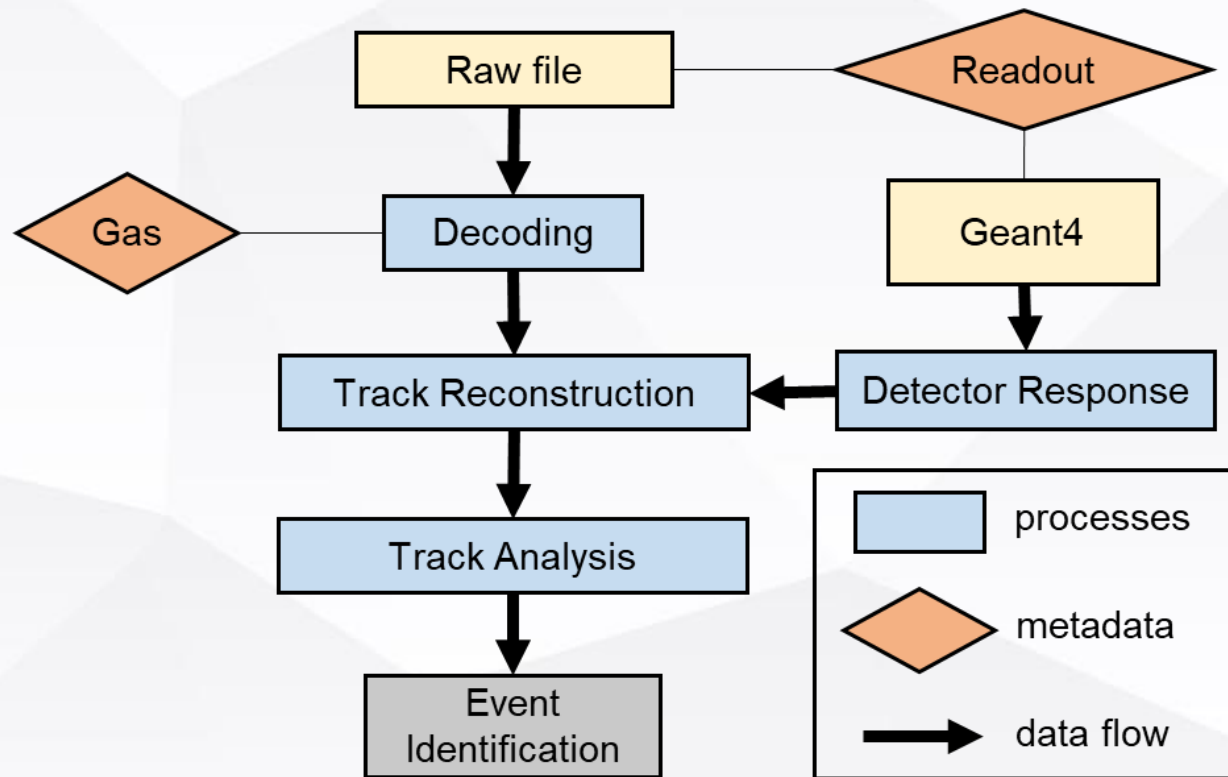 Raw file
Readout
Gas
Decoding
Geant4
Track Reconstruction
Detector Response
Track Analysis
Event
Identification
processes
metadata
data flow